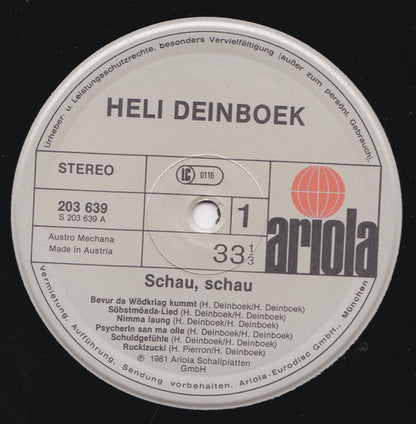 Urheber- u. Leistungsschutzrechte, besonders Vervielfältigung (außer zum persönl. Gebrauch),
HELI DEINBOEK
STEREO
LC 0116
203 639
S 203 639 A
1
Austro Mechana
Made in Austria
33 1/3
ariola
Schau, schau
Bevur da Wödkriag kummt (H. Deinboek/H. Deinboek)
Söbstmöada-Lied (H. Deinboek/H. Deinboek)
Nimma laung (H. Deinboek/H. Deinboek)
Psycherin san ma olle (H. Deinboek/H. Deinboek)
Schuldgefühle (H. Deinboek/H. Deinboek)
Ruckizucki (H. Pierron/H. Deinboek)
℗ 1981 Ariola Schallplatten
GmbH
Vermietung, Aufführung, Sendung vorbehalten. Ariola-Eurodisc GmbH., München